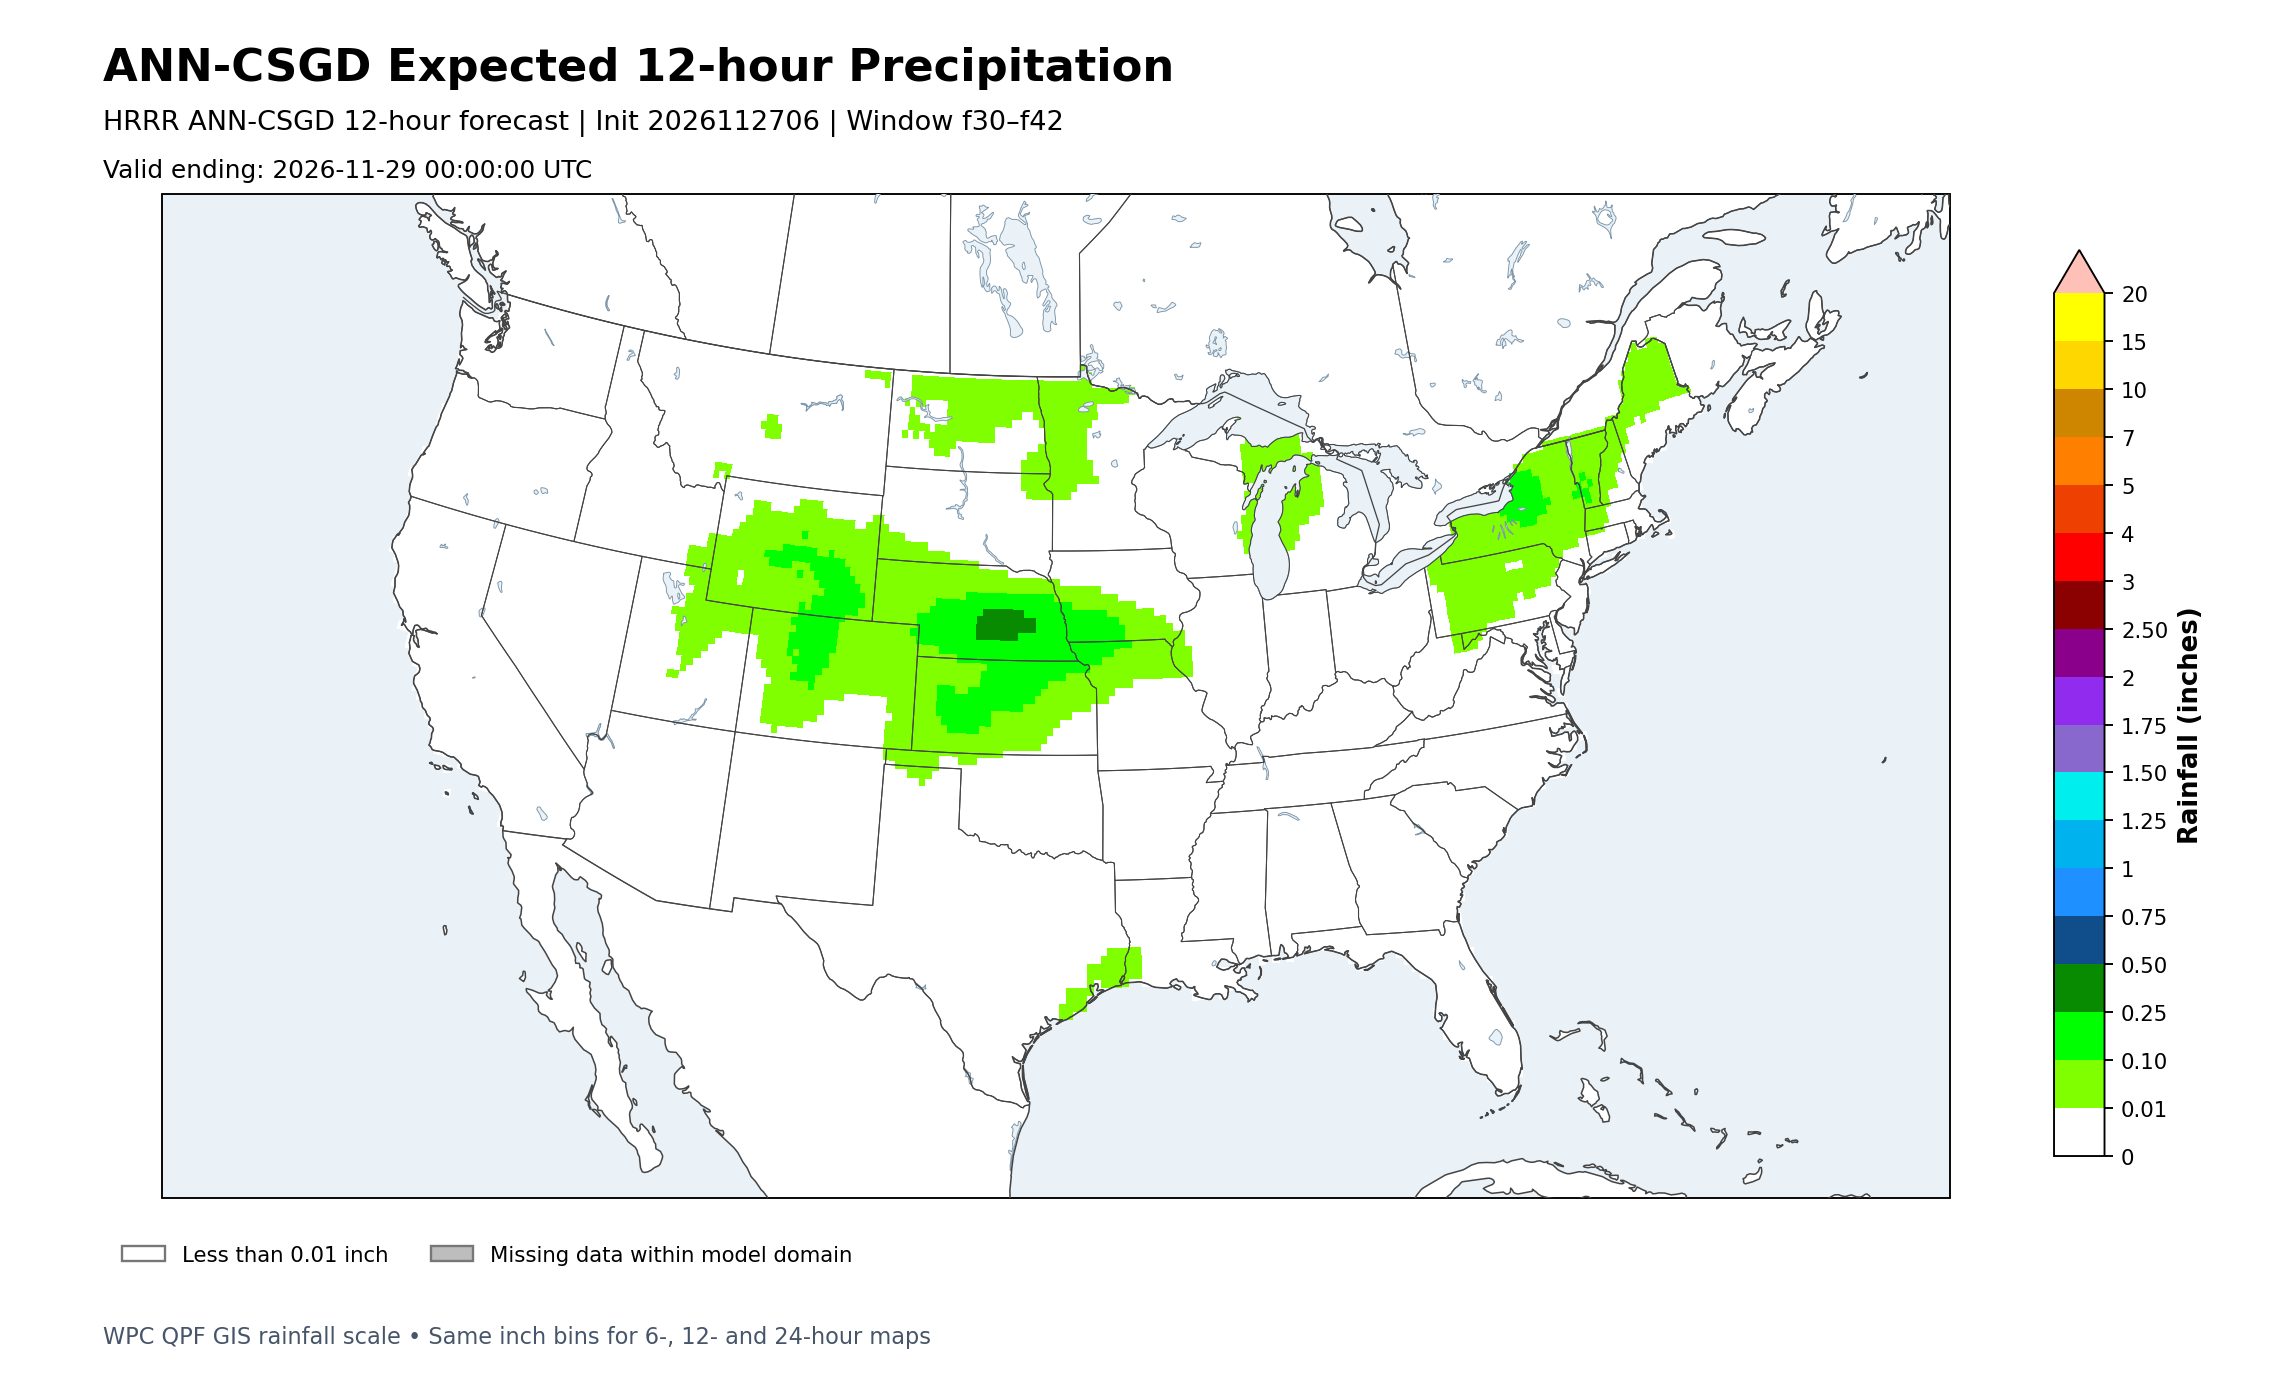 ANN-CSGD Expected 12-hour Precipitation
HRRR ANN-CSGD 12-hour forecast | Init 2026112706 | Window f30–f42
Valid ending: 2026-11-29 00:00:00 UTC
20
15
10
7
5
4
3
2.50
2
1.75
1.50
1.25
1
0.75
0.50
0.25
0.10
0.01
0
Rainfall (inches)
Less than 0.01 inch
Missing data within model domain
WPC QPF GIS rainfall scale • Same inch bins for 6-, 12- and 24-hour maps